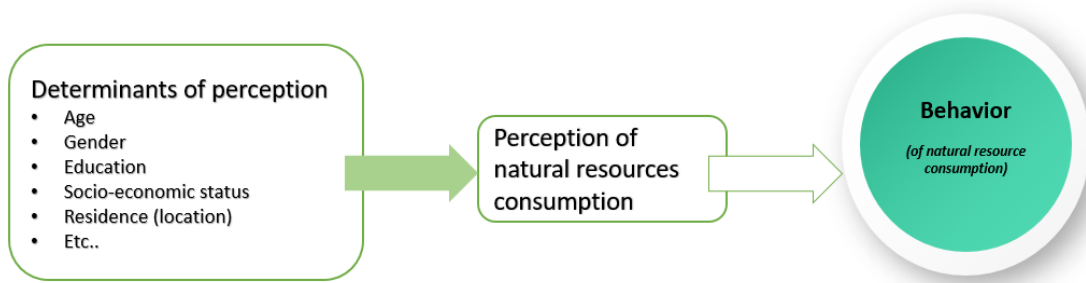 Determinants of perception
• Age
• Gender
• Education
• Socio-economic status
• Residence (location)
• Etc..
Perception of
natural resources
consumption
Behavior
(of natural resource
consumption)